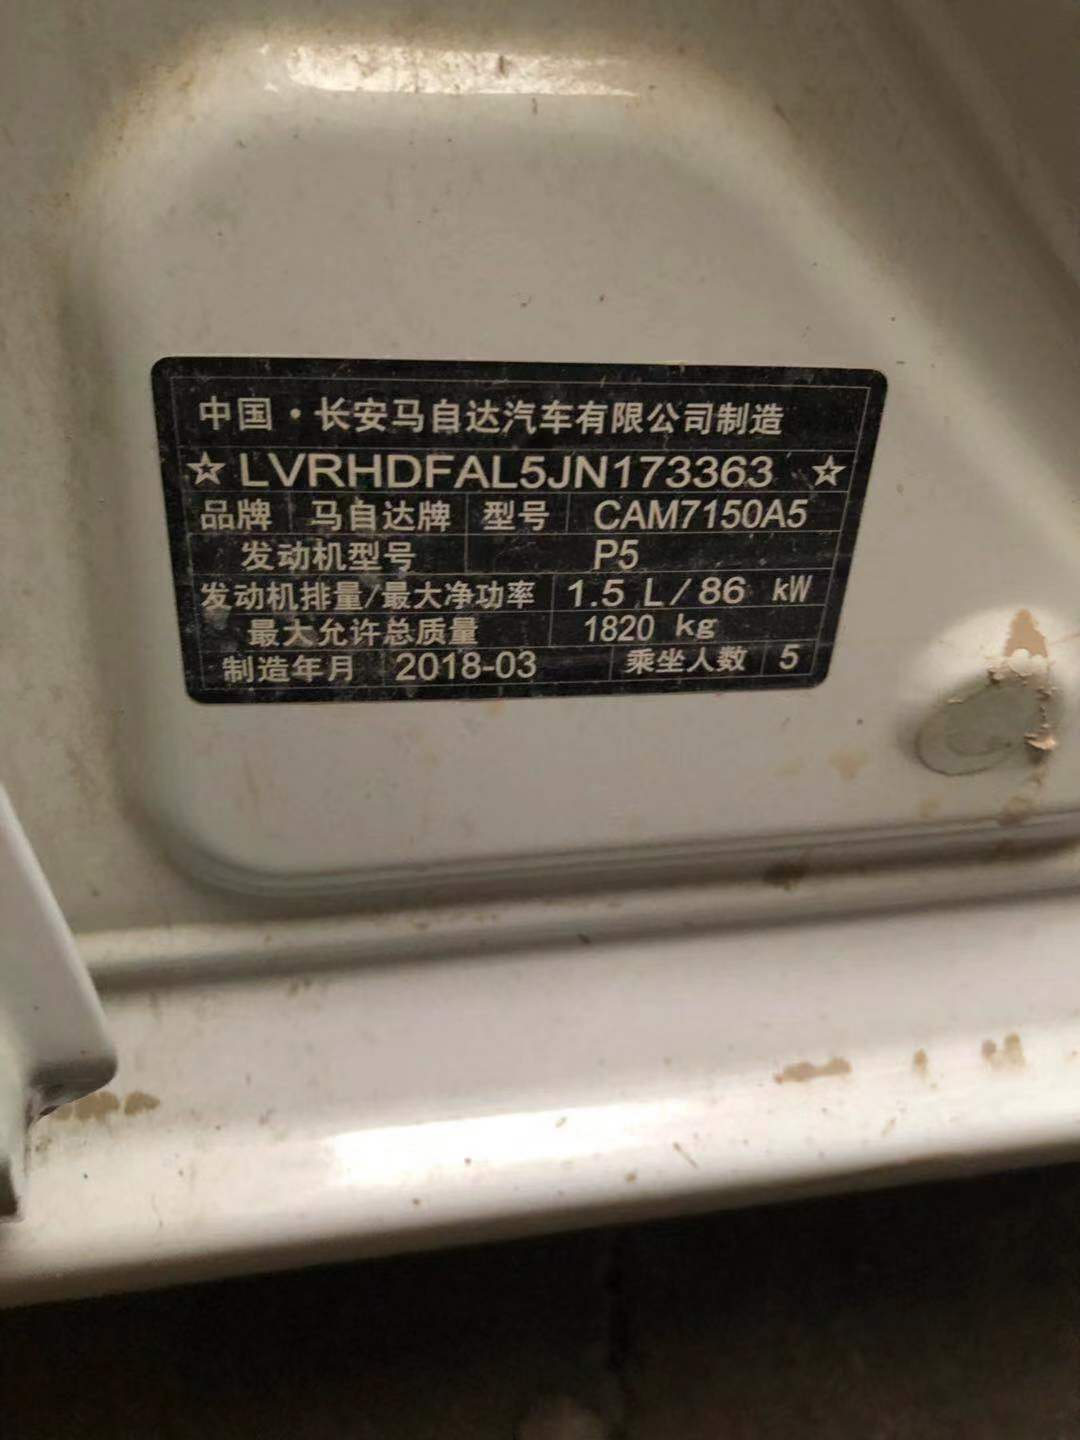 中国·长安马自达汽车有限公司制造
☆LVRHDFAL5JN173363☆
品牌 马自达牌 型号 CAM7150A5
发动机型号 P5
发动机排量/最大净功率 1.5 L/86 kW
最大允许总质量 1820 kg
制造年月 2018-03 乘坐人数 5